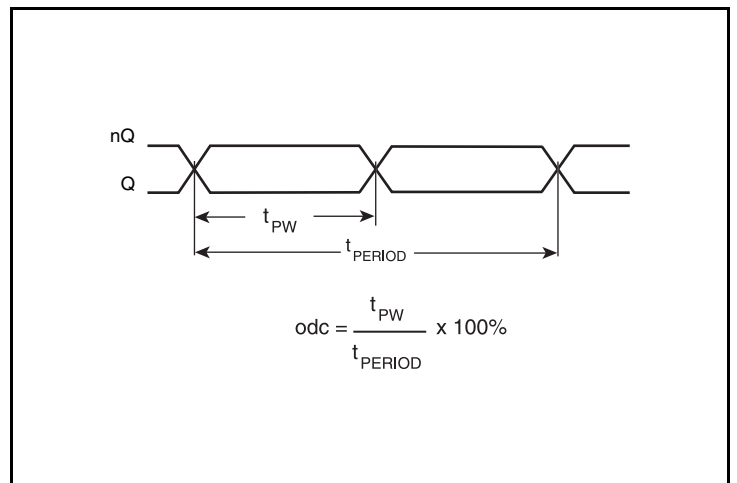 nQ
Q
tPW
tPERIOD
odc = tPW / tPERIOD x 100%